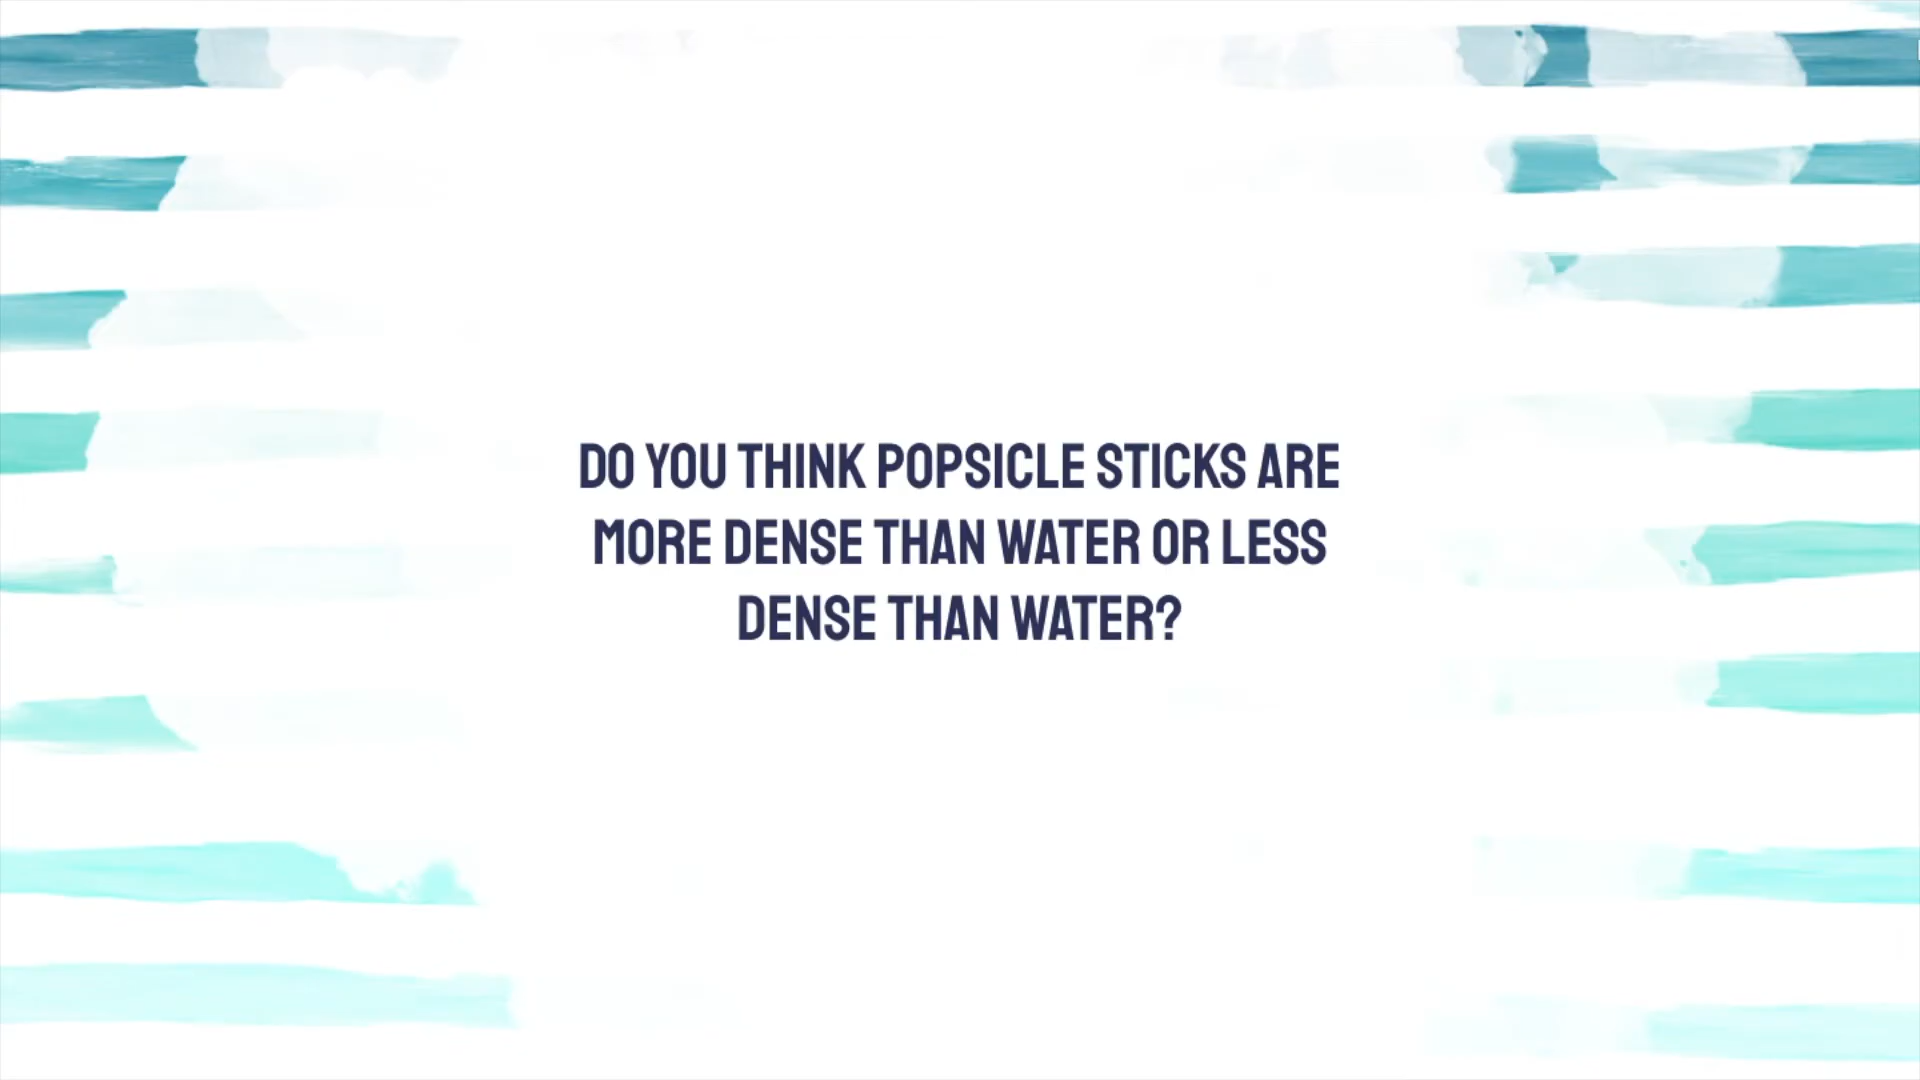 DO YOU THINK POPSICLE STICKS ARE
MORE DENSE THAN WATER OR LESS
DENSE THAN WATER?